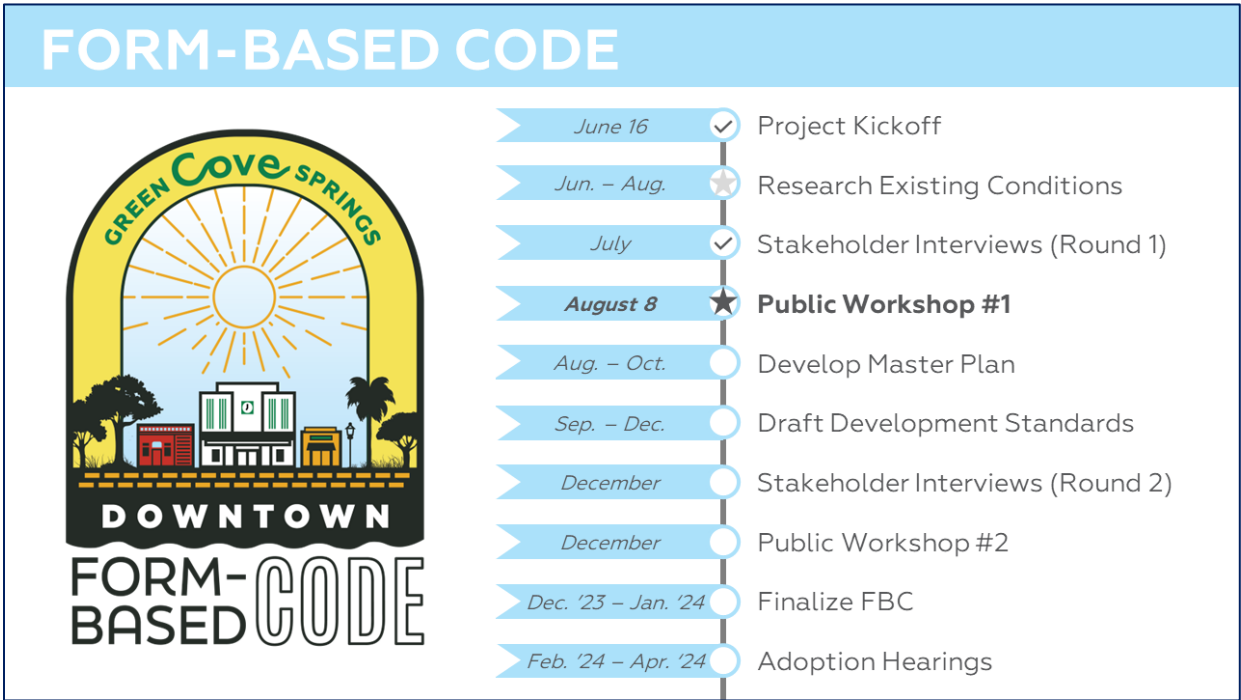 FORM-BASED CODE
GREEN Cove SPRINGS
DOWNTOWN
FORM-
BASED CODE
June 16 Project Kickoff
Jun. – Aug. Research Existing Conditions
July Stakeholder Interviews (Round 1)
August 8 Public Workshop #1
Aug. – Oct. Develop Master Plan
Sep. – Dec. Draft Development Standards
December Stakeholder Interviews (Round 2)
December Public Workshop #2
Dec. ’23 – Jan. ’24 Finalize FBC
Feb. ’24 – Apr. ’24 Adoption Hearings